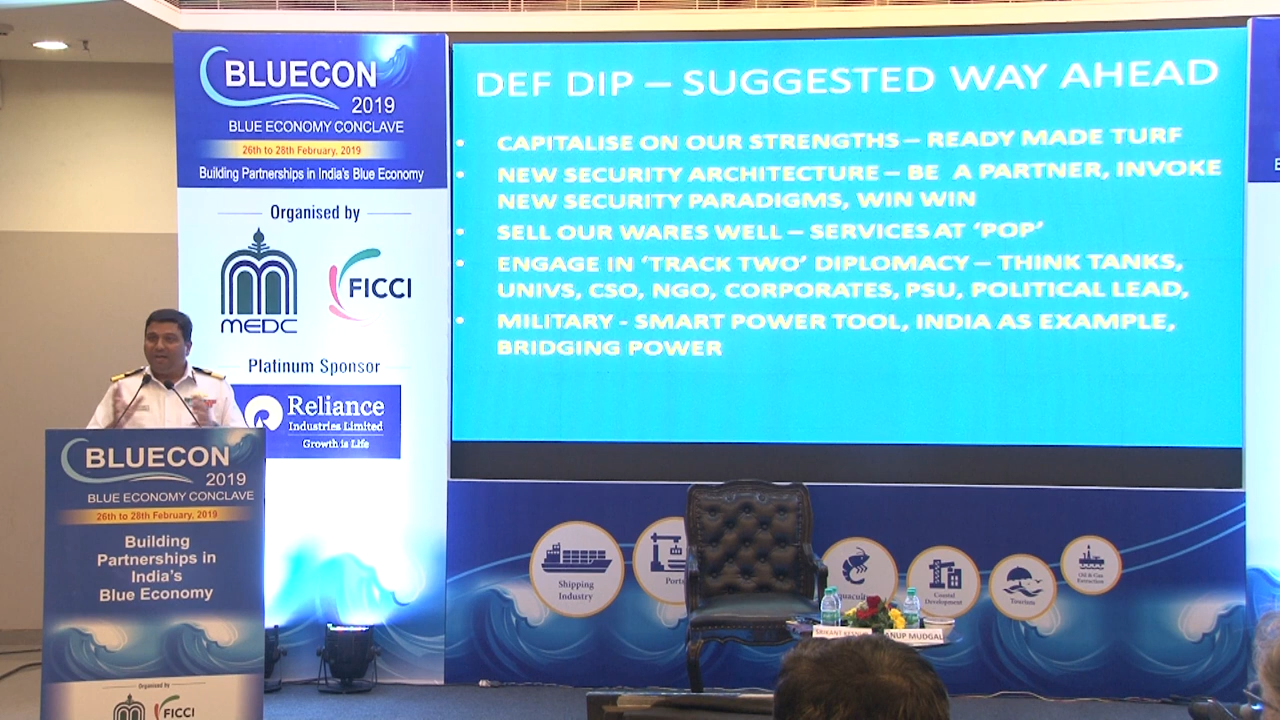 BLUECON
2019
BLUE ECONOMY CONCLAVE
26th to 28th February, 2019
Building Partnerships in India's Blue Economy
Organised by
MEDC
FICCI
Platinum Sponsor
Reliance
Industries Limited
Growth is Life
DEF DIP – SUGGESTED WAY AHEAD
• CAPITALISE ON OUR STRENGTHS – READY MADE TURF
• NEW SECURITY ARCHITECTURE – BE A PARTNER, INVOKE
NEW SECURITY PARADIGMS, WIN WIN
• SELL OUR WARES WELL – SERVICES AT 'POP'
• ENGAGE IN 'TRACK TWO' DIPLOMACY – THINK TANKS,
UNIVS, CSO, NGO, CORPORATES, PSU, POLITICAL LEAD,
• MILITARY - SMART POWER TOOL, INDIA AS EXAMPLE,
BRIDGING POWER
BLUECON
2019
BLUE ECONOMY CONCLAVE
26th to 28th February, 2019
Building
Partnerships in
India's
Blue Economy
Organised by
FICCI
Shipping
Industry
Ports
Coastal
Development
Tourism
Oil & Gas
Extraction
SRIKANT
ANUP MUDGAL